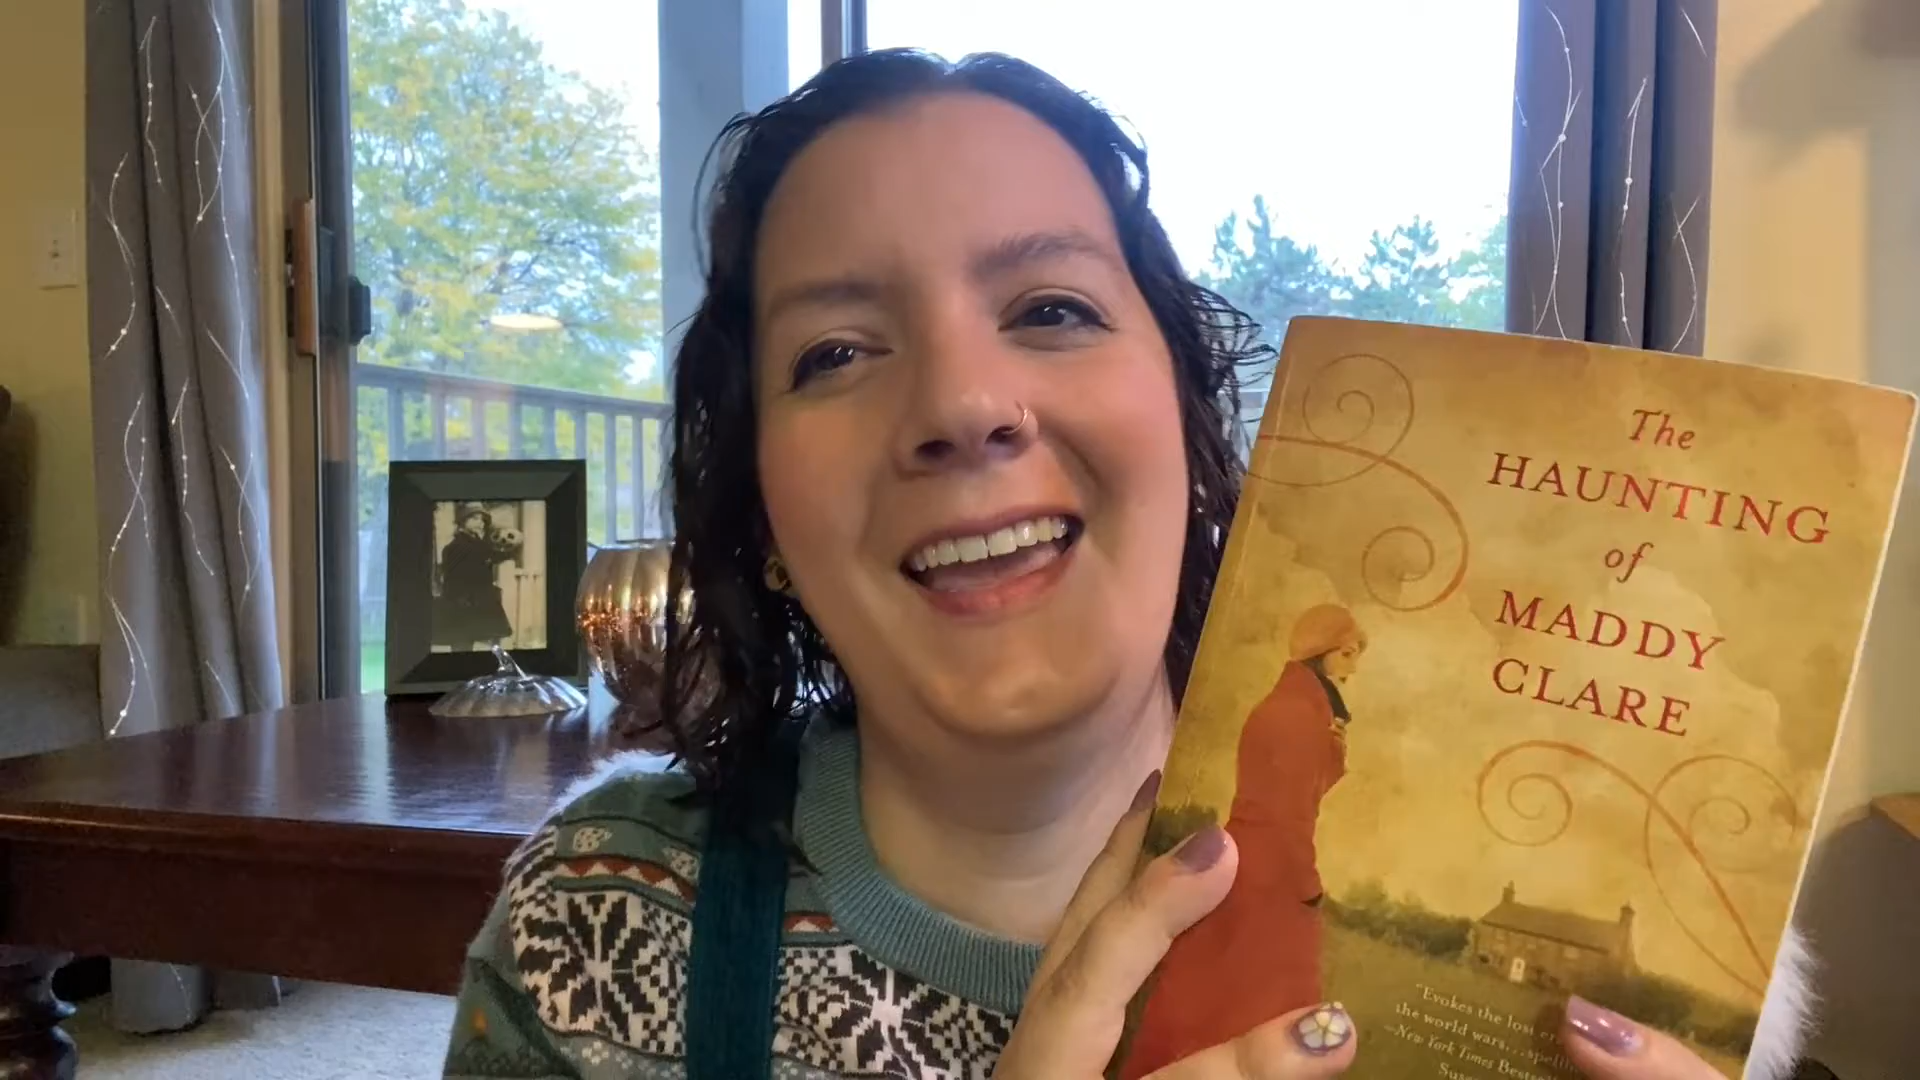 The
HAUNTING
of
MADDY
CLARE
"Evokes the lost
the world wars...
—New York Times